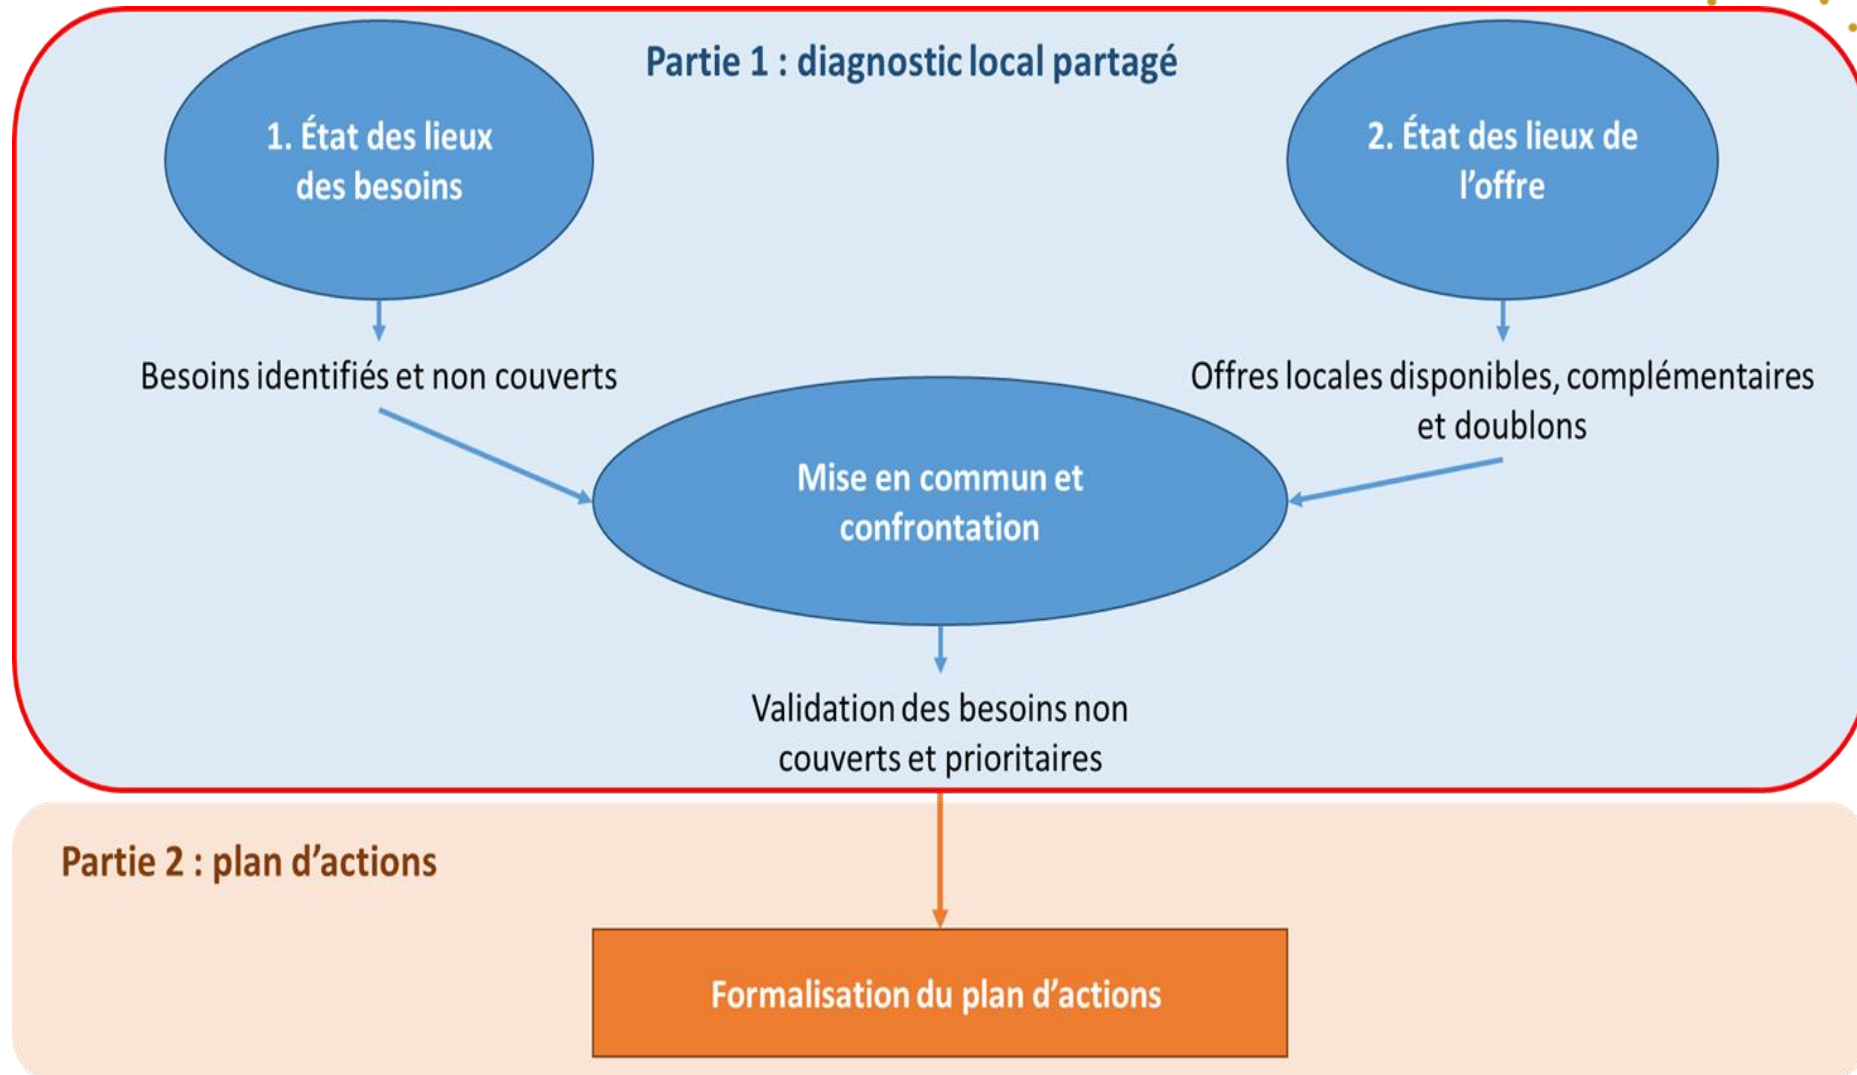 Partie 1 : diagnostic local partagé
1. État des lieux
des besoins
2. État des lieux de
l’offre
Besoins identifiés et non couverts
Offres locales disponibles, complémentaires
et doublons
Mise en commun et
confrontation
Validation des besoins non
couverts et prioritaires
Partie 2 : plan d’actions
Formalisation du plan d’actions